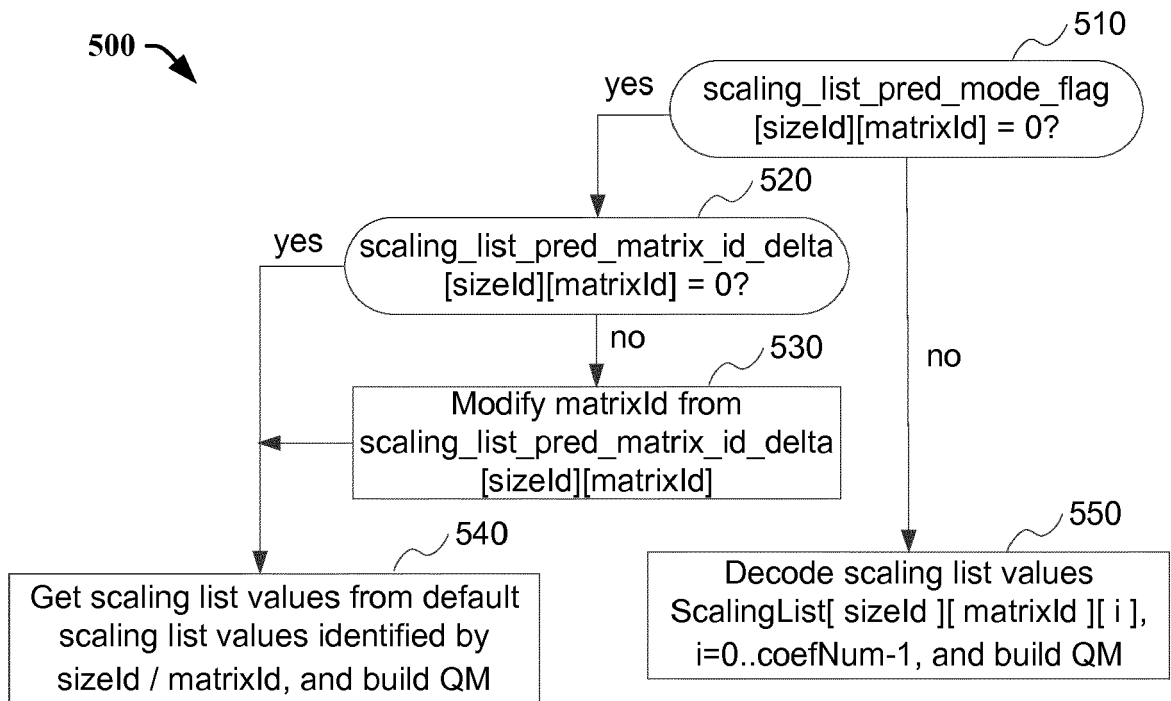 500
510
scaling_list_pred_mode_flag
[sizeId][matrixId] = 0?
yes
520
scaling_list_pred_matrix_id_delta
[sizeId][matrixId] = 0?
yes
no
no
530
Modify matrixId from
scaling_list_pred_matrix_id_delta
[sizeId][matrixId]
540
Get scaling list values from default
scaling list values identified by
sizeId / matrixId, and build QM
550
Decode scaling list values
ScalingList[ sizeId ][ matrixId ][ i ],
i=0..coefNum-1, and build QM